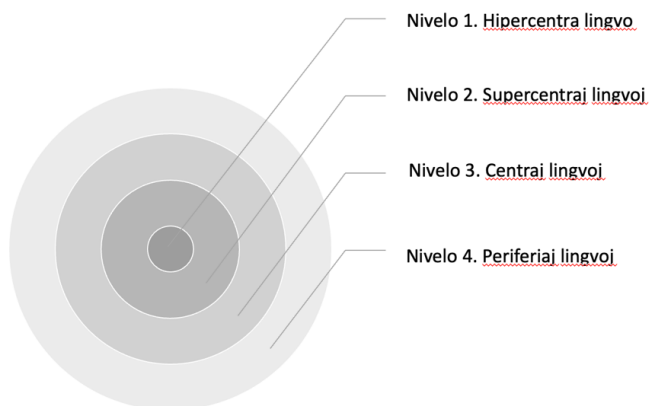 Nivelo 1. Hipercentra lingvo
Nivelo 2. Supercentraj lingvoj
Nivelo 3. Centraj lingvoj
Nivelo 4. Periferiaj lingvoj